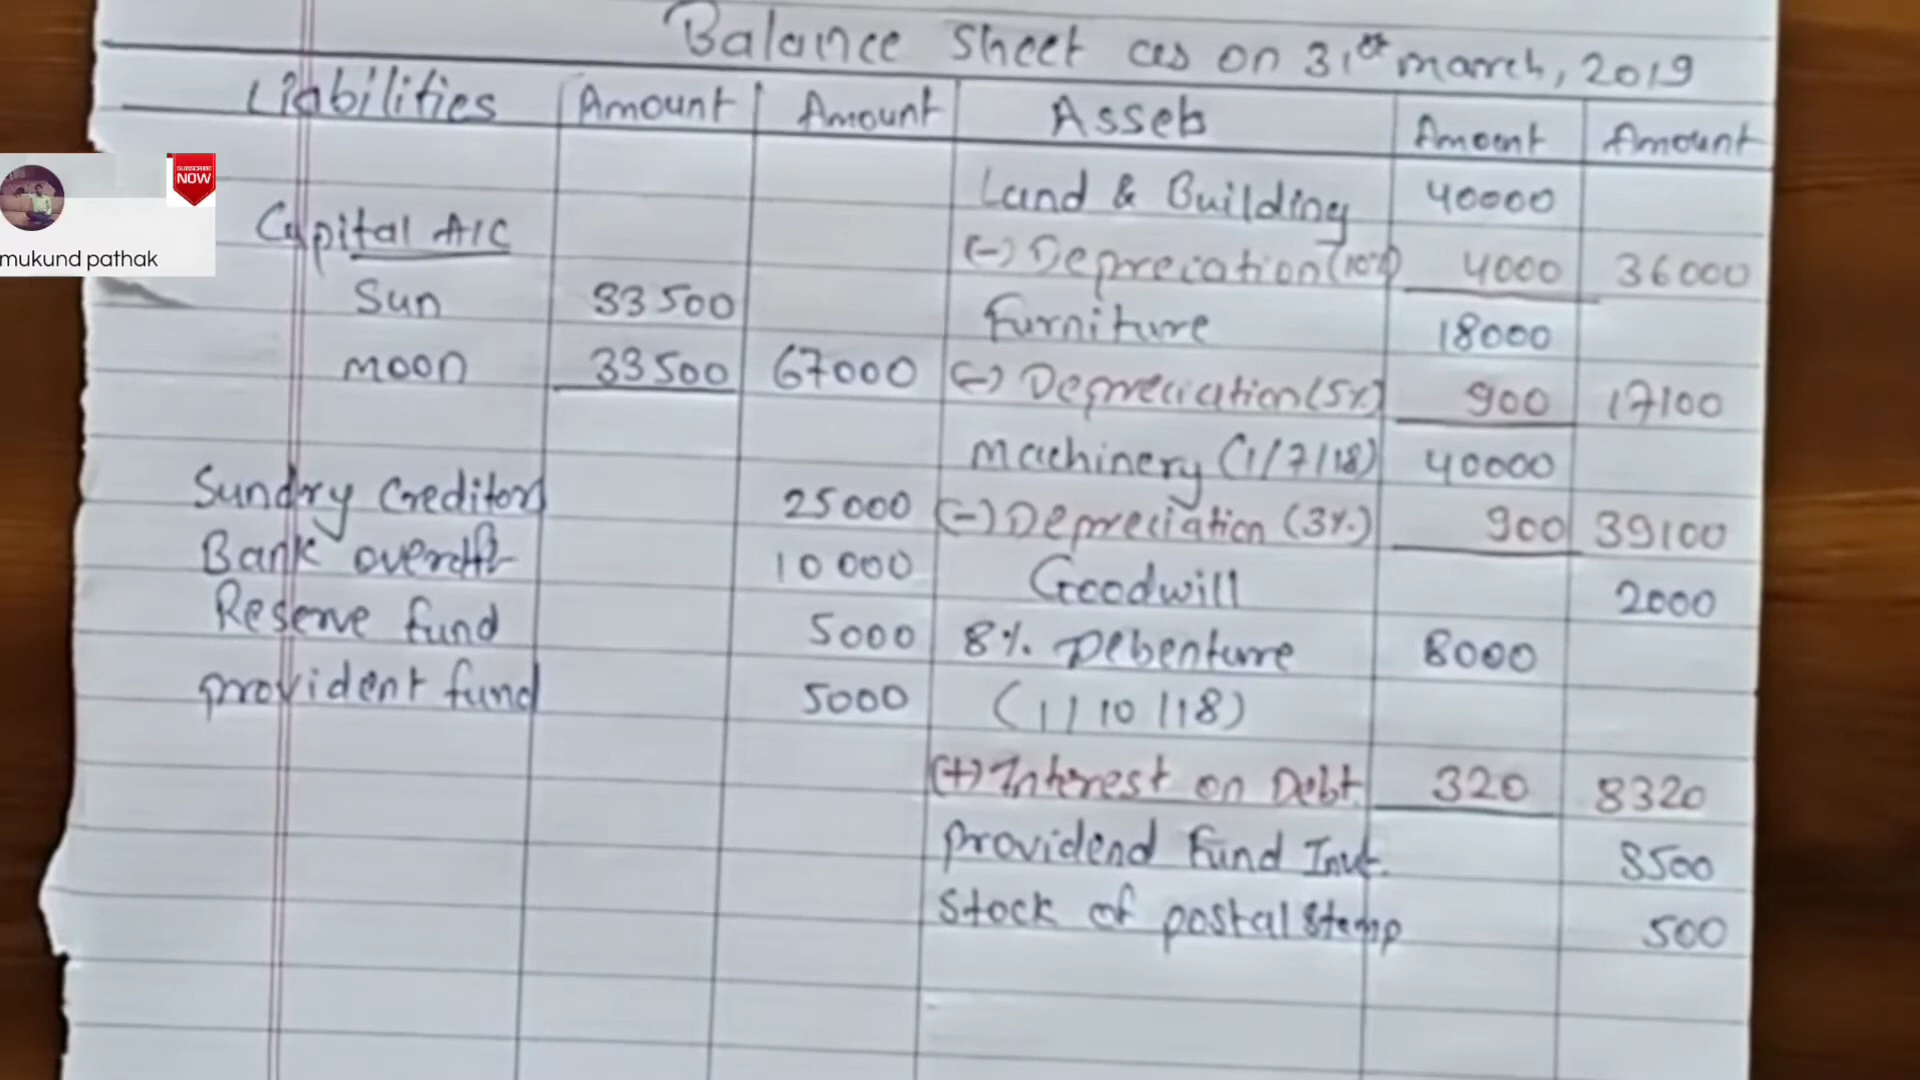 Balance Sheet as on 31st march, 2019
Liabilities Amount Amount Assets Amount Amount
Land & Building 40000
Capital A/C (-) Depreciation (10%) 4000 36000
Sun 33500 Furniture 18000
moon 33500 67000 (-) Depreciation (5%) 900 17100
Machinery (1/7/18) 40000
Sundry Creditors 25000 (-) Depreciation (3%.) 900 39100
Bank overdft 10 000 Goodwill 2000
Reserve fund 5000 8% Debenture 8000
provident fund 5000 (1/10/18)
(+) Interest on Debt. 320 8320
Providend Fund Invt. 8500
Stock of postal stamp 500
SUBSCRIBE
NOW
mukund pathak